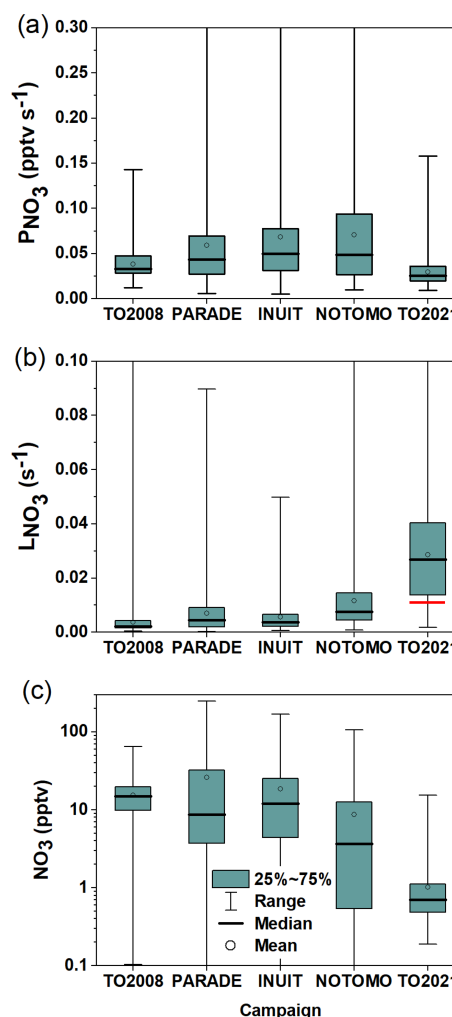 (a)
0.30
0.25
0.20
0.15
0.10
0.05
0.00
PNO3 (pptv s-1)
TO2008 PARADE INUIT NOTOMO TO2021
(b)
0.10
0.08
0.06
0.04
0.02
0.00
LNO3 (s-1)
TO2008 PARADE INUIT NOTOMO TO2021
(c)
100
10
1
0.1
NO3 (pptv)
25%~75%
Range
Median
Mean
TO2008 PARADE INUIT NOTOMO TO2021
Campaign